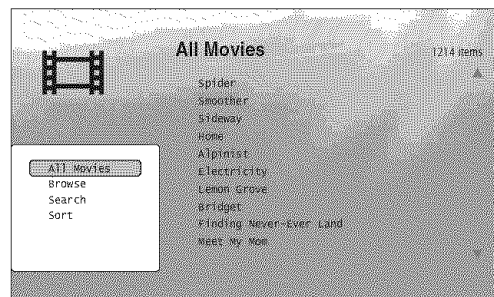 All Movies
1214 items
Spider
Smoother
Sideway
Home
Alpinist
Electricity
Lemon Grove
Bridget
Finding Never-Ever Land
Meet My Mom
All Movies
Browse
Search
Sort